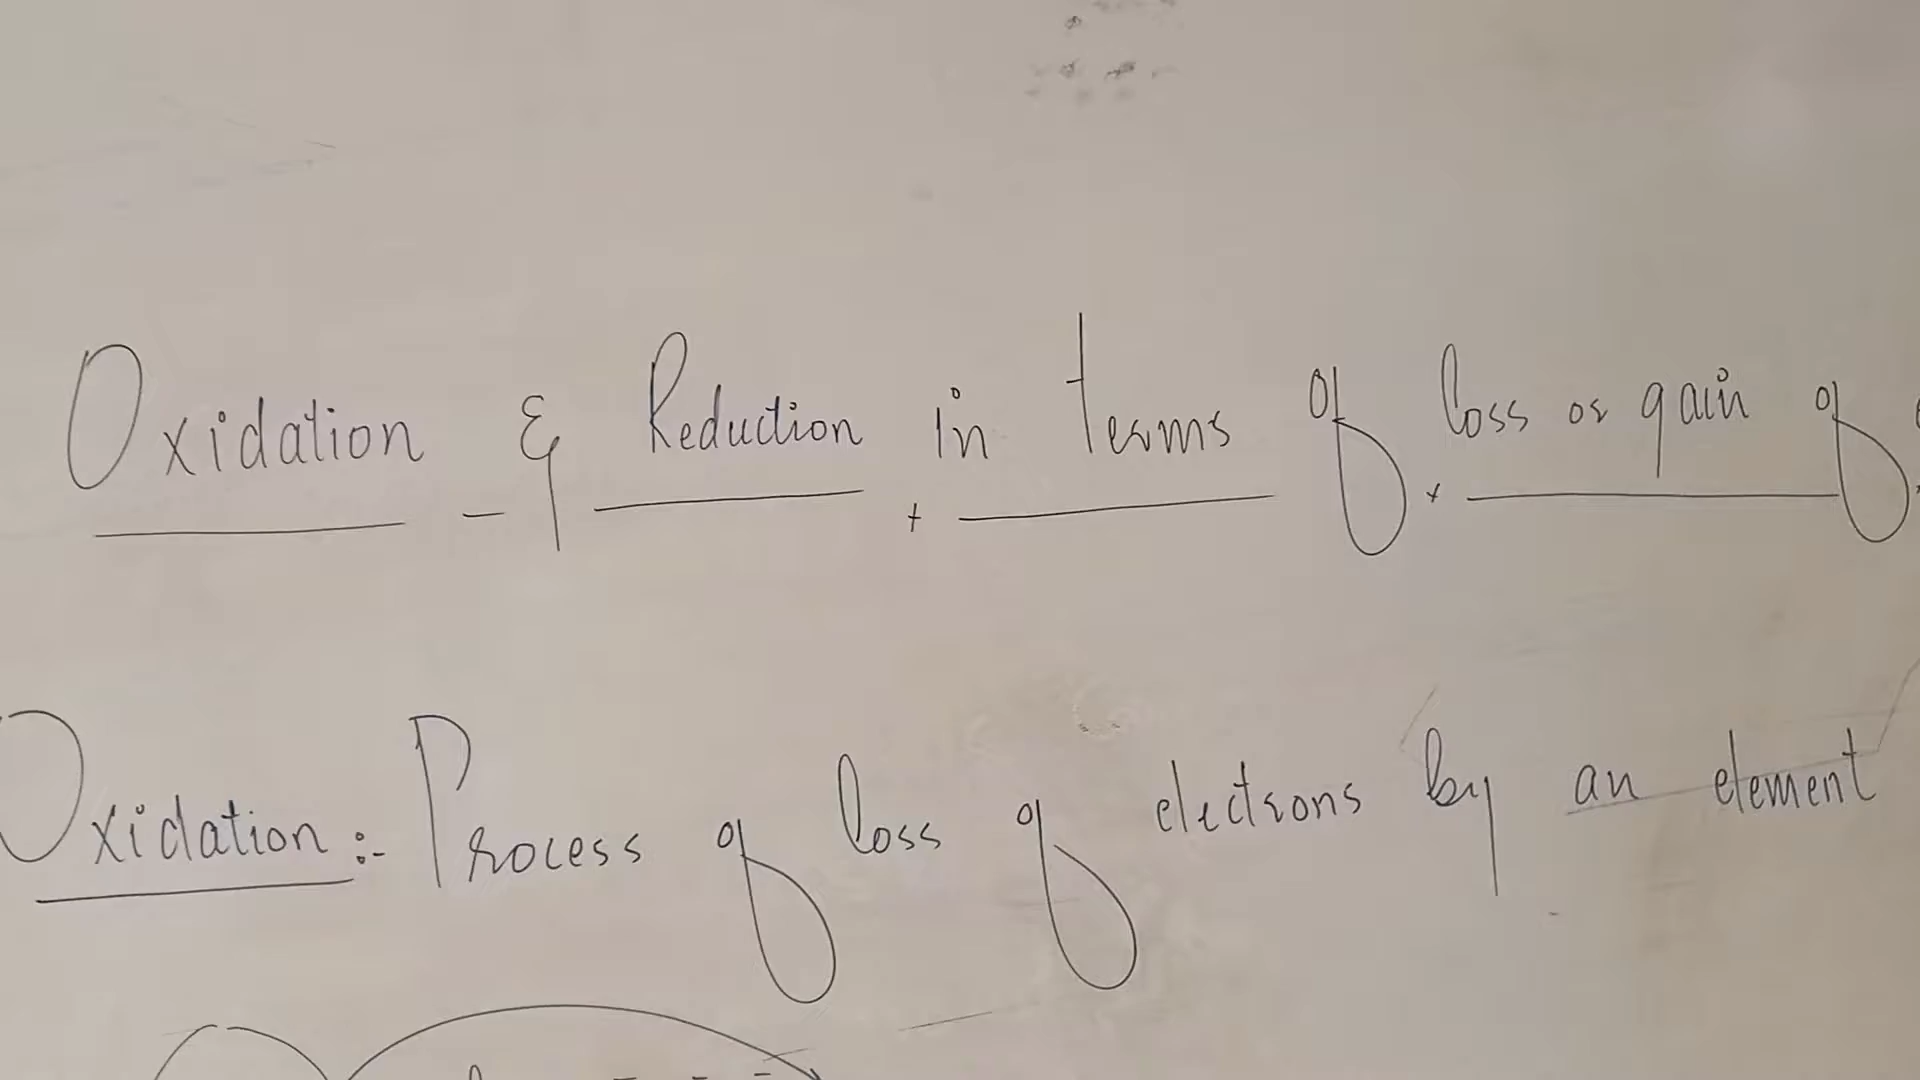 Oxidation & Reduction in terms of loss or gain of
Oxidation :- Process of loss of electrons by an element